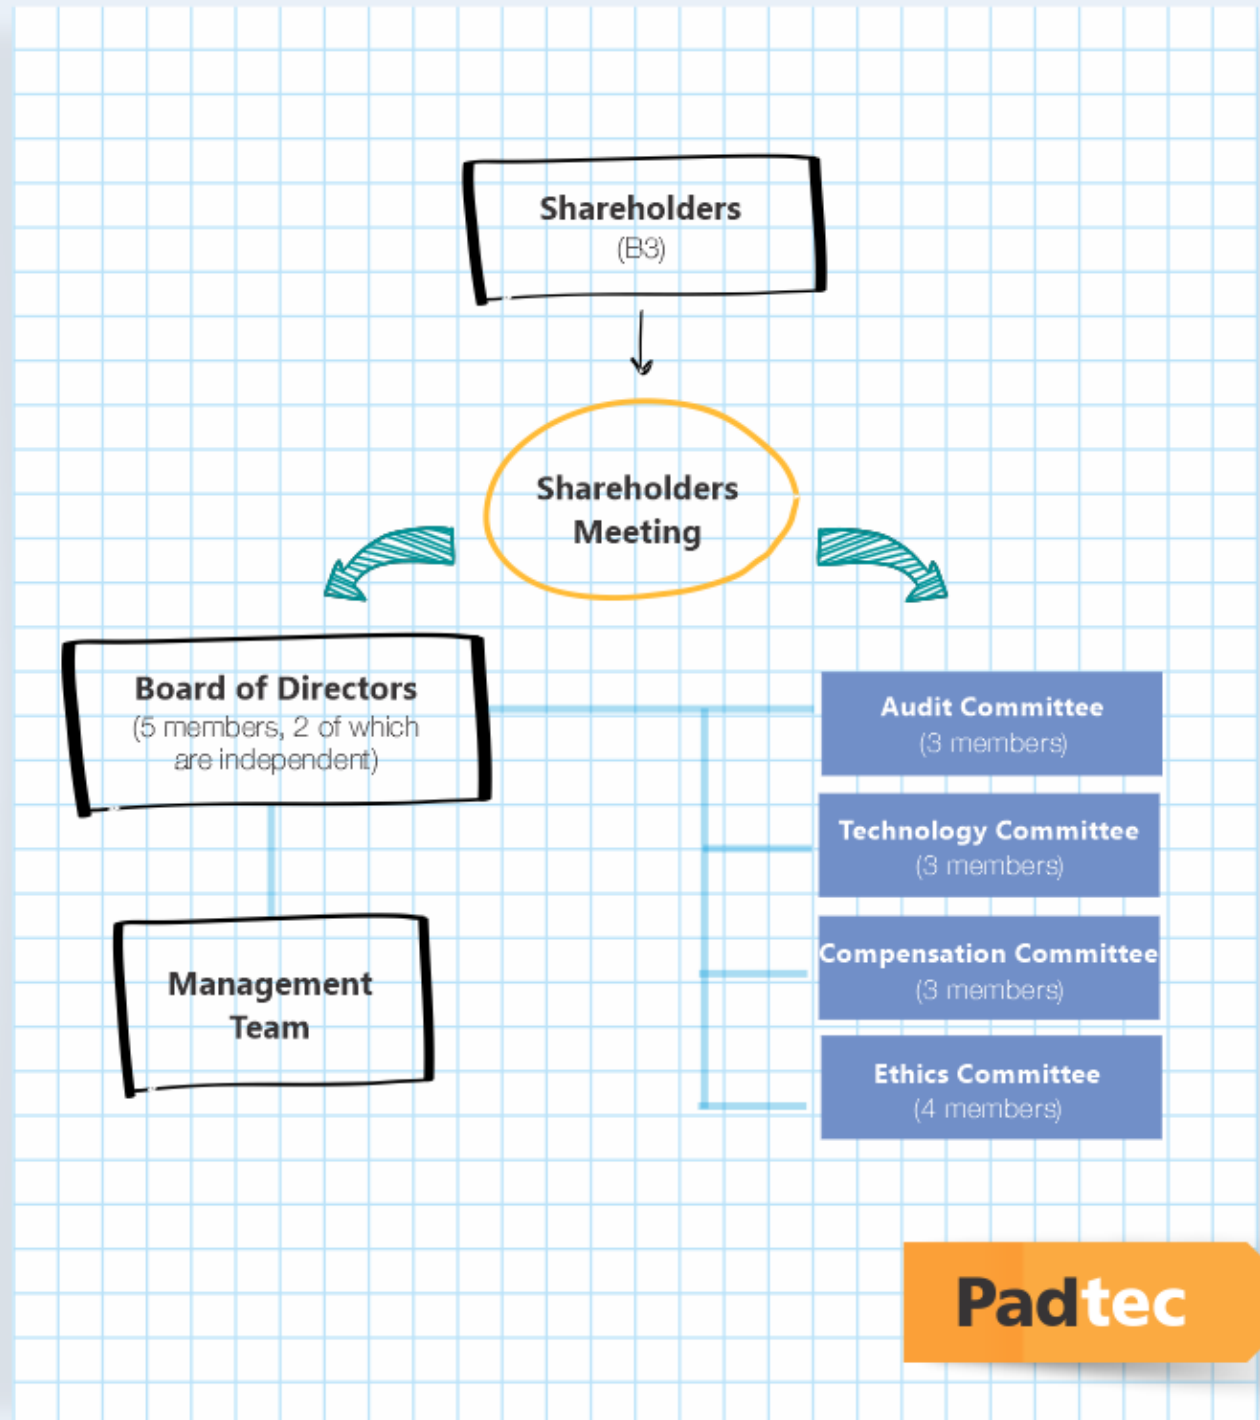 Shareholders
(B3)
Shareholders
Meeting
Board of Directors
(5 members, 2 of which
are independent)
Management
Team
Audit Committee
(3 members)
Technology Committee
(3 members)
Compensation Committee
(3 members)
Ethics Committee
(4 members)
Padtec